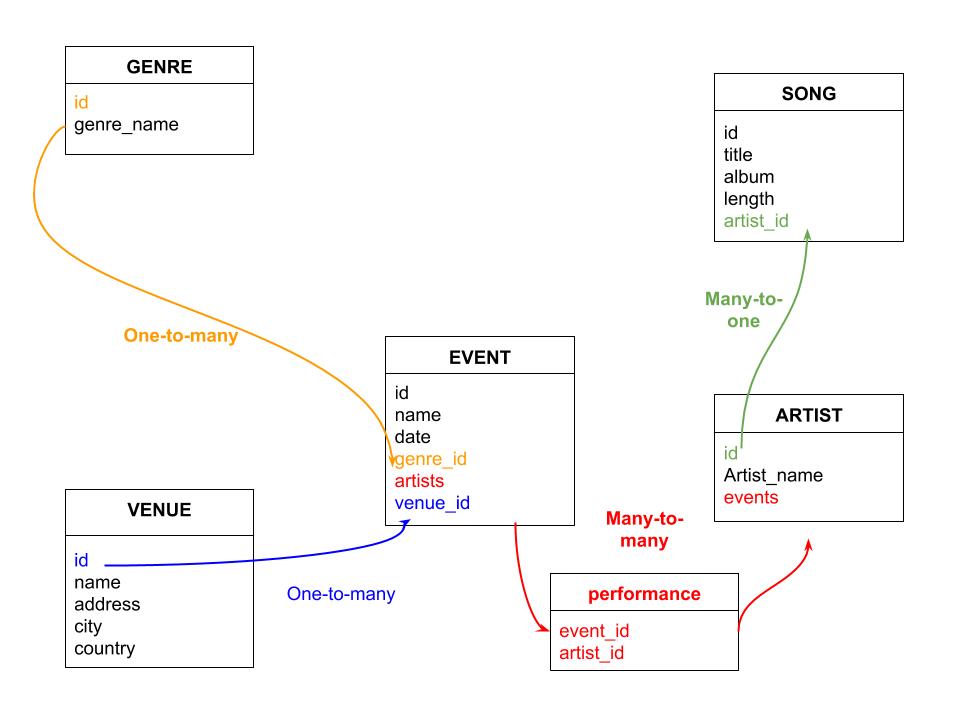 GENRE
id
genre_name
SONG
id
title
album
length
artist_id
Many-to-
one
One-to-many
EVENT
id
name
date
genre_id
artists
venue_id
ARTIST
id
Artist_name
events
VENUE
id
name
address
city
country
One-to-many
Many-to-
many
performance
event_id
artist_id